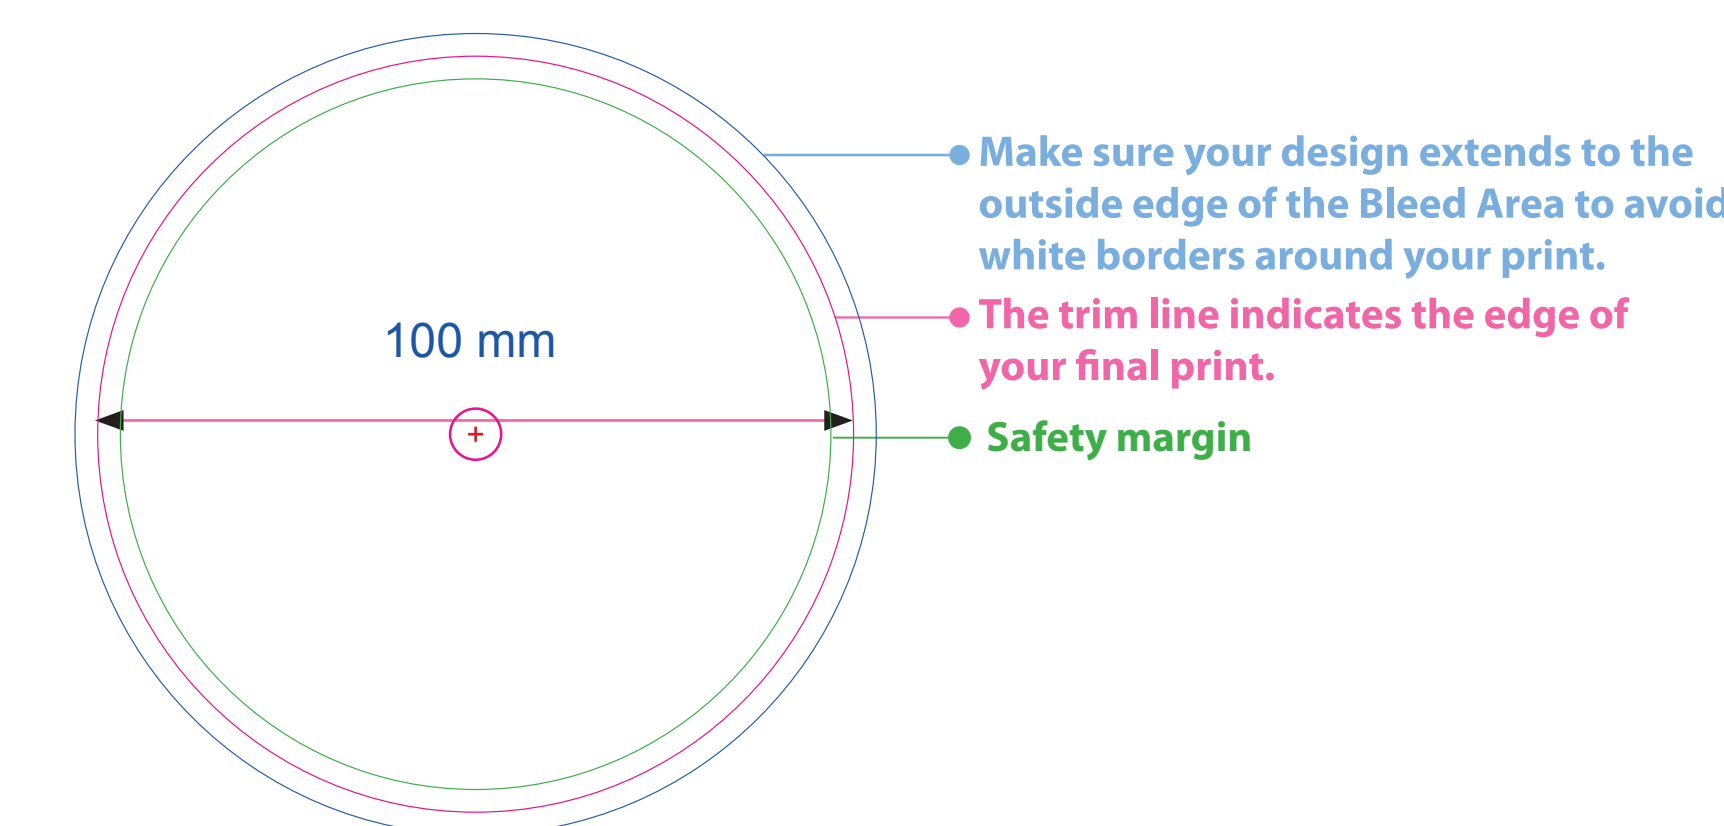 Make sure your design extends to the
outside edge of the Bleed Area to avoid
white borders around your print.
The trim line indicates the edge of
your final print.
100 mm
Safety margin